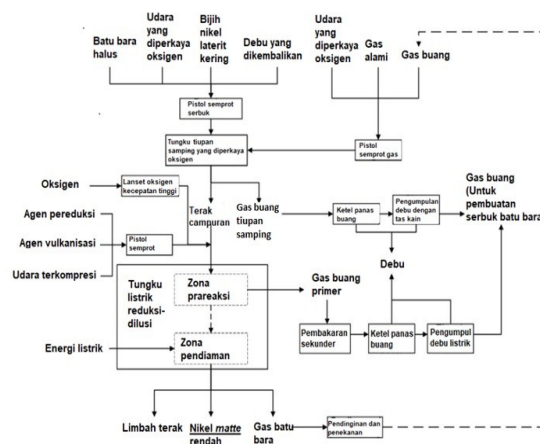 Batu bara
halus
Udara
yang
diperkaya
oksigen
Bijih
nikel
laterit
kering
Debu yang
dikembalikan
Udara
yang
diperkaya
oksigen
Gas
alami
Gas buang
Pistol semprot
serbuk
Tungku tiupan
samping yang diperkaya
oksigen
Pistol
semprot gas
Oksigen
Lanset oksigen
kecepatan tinggi
Terak
campuran
Gas buang
tiupan
samping
Ketel panas
buang
Pengumpulan
debu dengan
tas kain
Gas buang
(Untuk
pembuatan
serbuk batu bara)
Agen pereduksi
Agen vulkanisasi
Pistol
semprot
Udara terkompresi
Debu
Tungku
listrik
reduksi-
dilusi
Zona
prareaksi
Gas buang
primer
Pembakaran
sekunder
Ketel panas
buang
Pengumpul
debu listrik
Energi listrik
Zona
pendiaman
Limbah terak
Nikel matte
rendah
Gas batu
bara
Pendinginan dan
penekanan